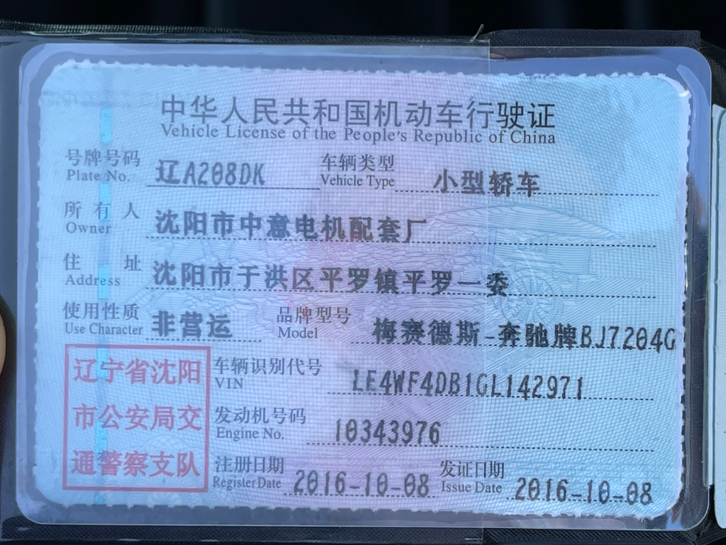 中华人民共和国机动车行驶证
Vehicle License of the People's Republic of China
号牌号码 辽A208DK 车辆类型 小型轿车
Plate No. Vehicle Type
所有人 沈阳市中意电机配套厂
Owner
住址 沈阳市于洪区平罗镇平罗一委
Address
使用性质 非营运 品牌型号 梅赛德斯-奔驰牌BJ7204G
Use Character Model
辽宁省沈阳
市公安局交
通警察支队
车辆识别代号 LE4WF4DB1GL142971
VIN
发动机号码 10343976
Engine No.
注册日期 2016-10-08 发证日期 2016-10-08
Register Date Issue Date